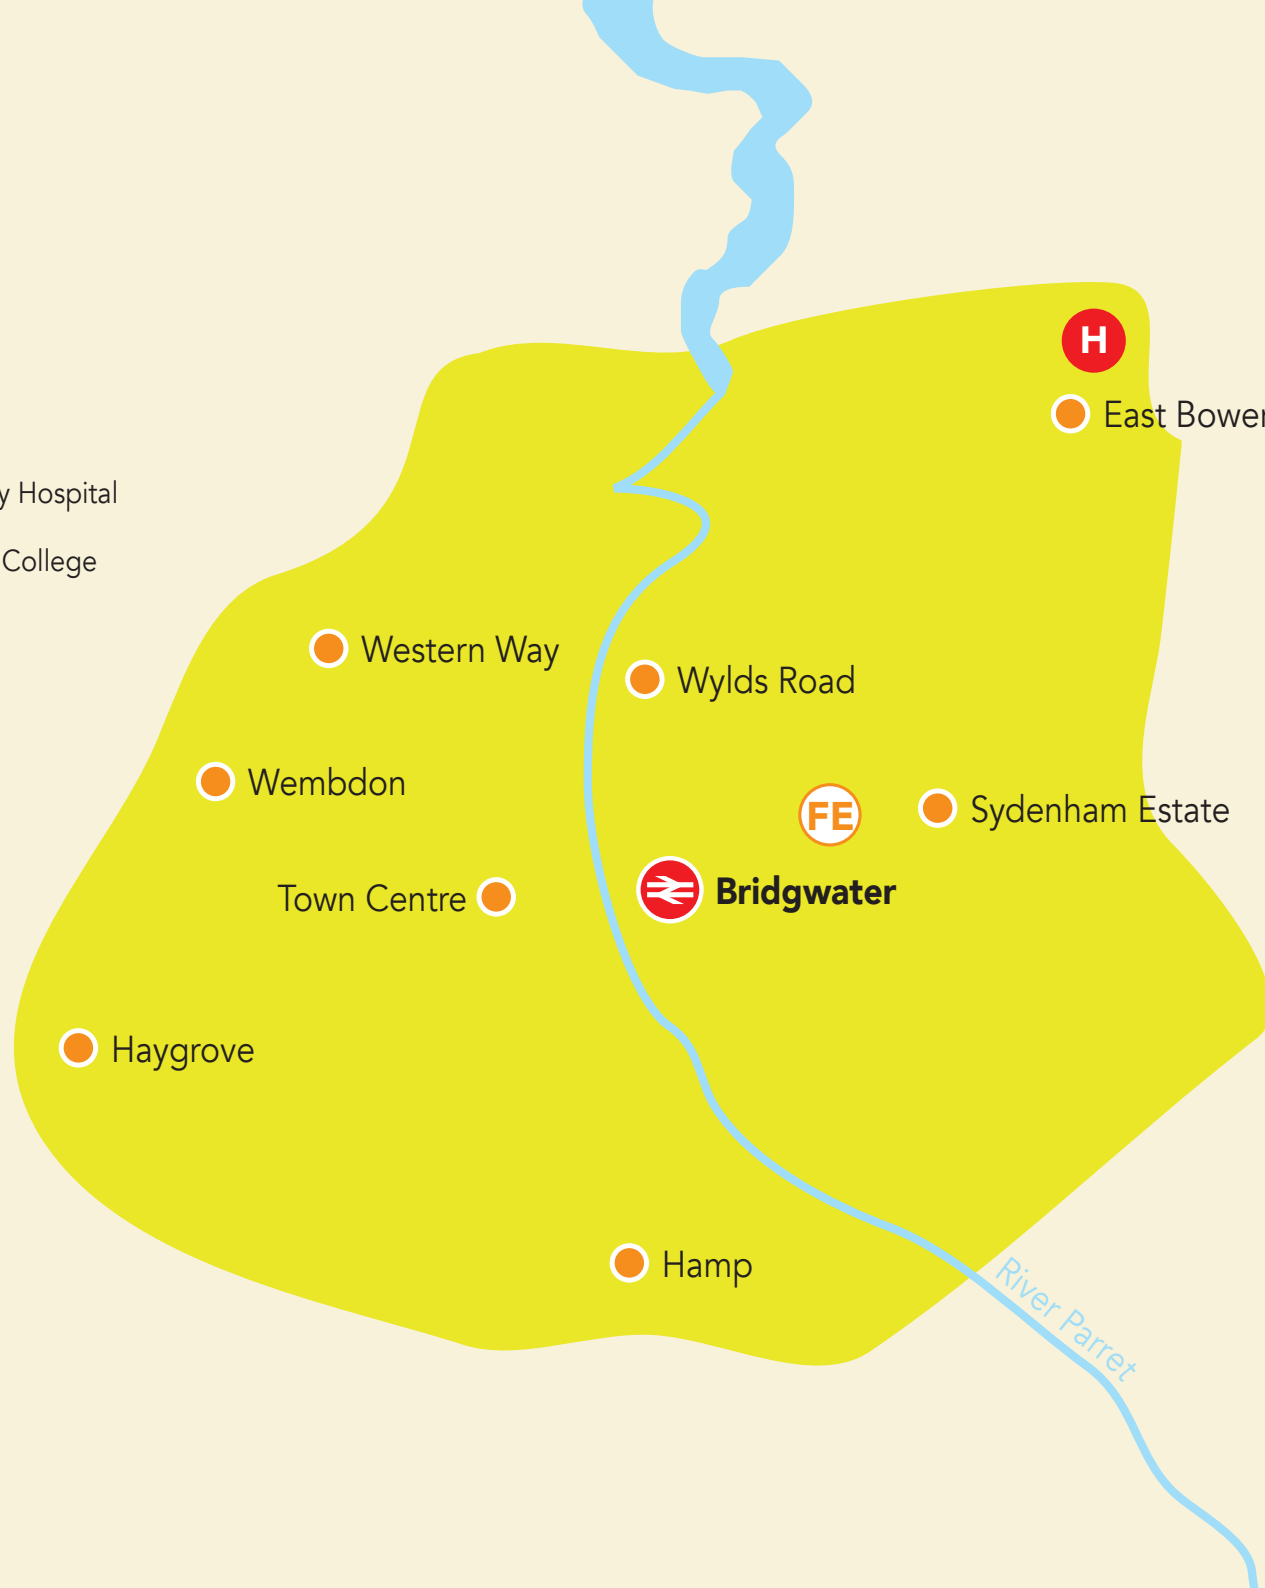 H
East Bower
y Hospital
College
Western Way
Wylds Road
Wembdon
FE
Sydenham Estate
Town Centre
Bridgwater
Haygrove
Hamp
River Parret